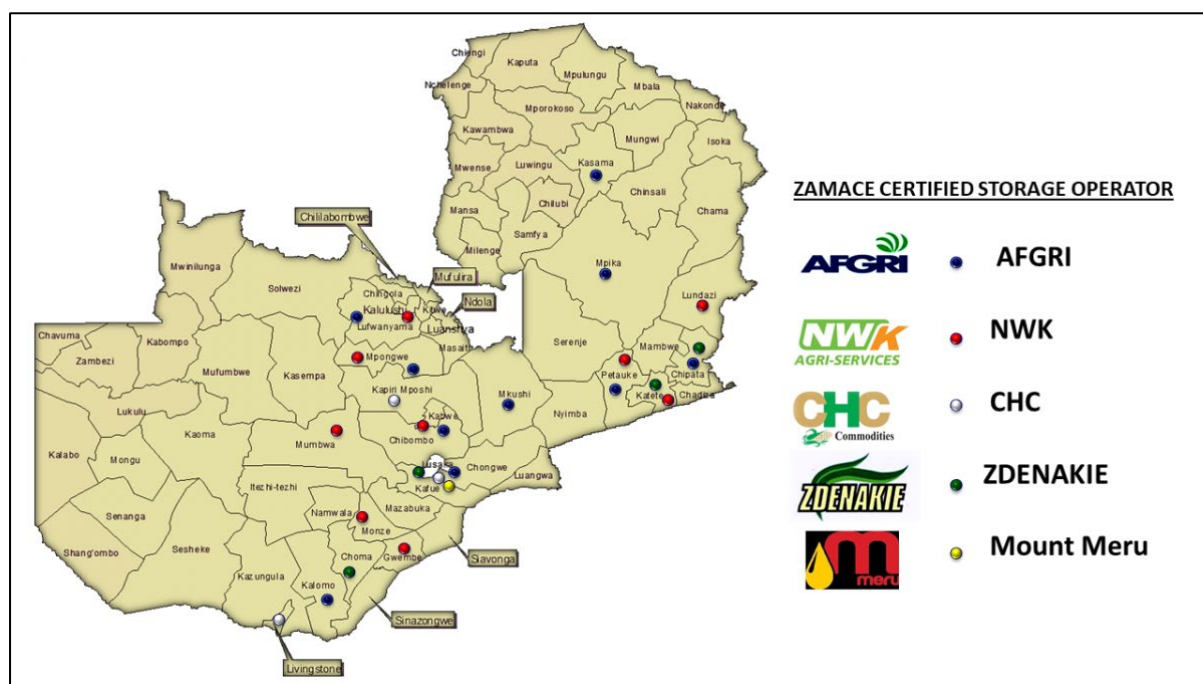 Chiengi
Kaputa
Mpulungu
Mbala
Nchelenge
Nakonde
Mporokoso
Kawambwa
Mungwi
Isoka
Mwense
Luwingu
Kasama
Chinsali
Chilubi
Chama
Mansa
Samfya
Milenge
Chililabombwe
Mpika
Mwinilunga
Mufulira
Solwezi
Chingola
Ndola
Lundazi
Kalulushi
Kitwe
Lufwanyama
Luanshya
Chavuma
Kabompo
Masaiti
Serenje
Mambwe
Zambezi
Mpongwe
Mufumbwe
Kasempa
Petauke
Chipata
Kapiri Mposhi
Mkushi
Katete
Chadiza
Lukulu
Nyimba
Kabwe
Kaoma
Mumbwa
Chibombo
Kalabo
Mongu
Lusaka
Chongwe
Luangwa
Itezhi-tezhi
Kafue
Senanga
Namwala
Mazabuka
Monze
Shang'ombo
Sesheke
Choma
Gwembe
Siavonga
Kazungula
Kalomo
Sinazongwe
Livingstone
ZAMACE CERTIFIED STORAGE OPERATOR
AFGRI
AFGRI
NWK
AGRI-SERVICES
NWK
CHC
Commodities
CHC
ZDENAKIE
ZDENAKIE
m
meru
Mount Meru